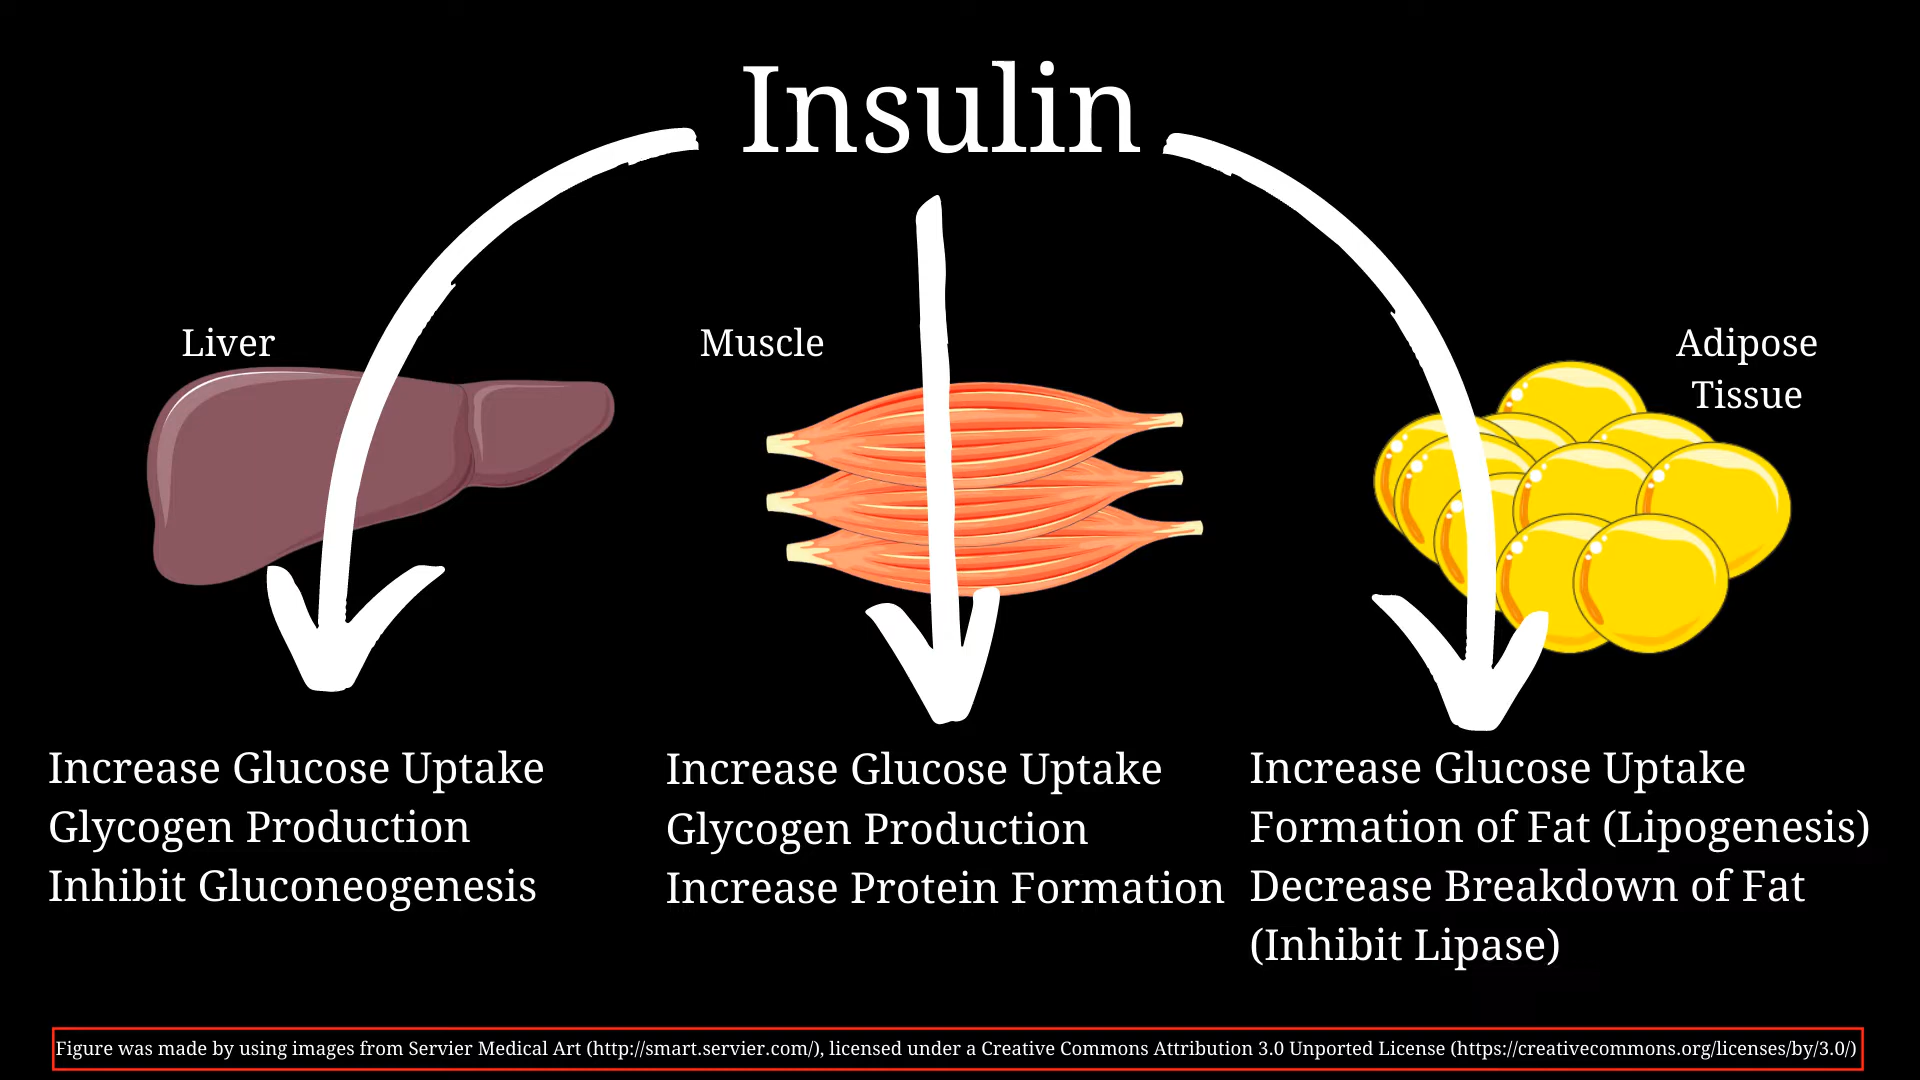 Insulin
Liver
Muscle
Adipose
Tissue
Increase Glucose Uptake
Glycogen Production
Inhibit Gluconeogenesis
Increase Glucose Uptake
Glycogen Production
Increase Protein Formation
Increase Glucose Uptake
Formation of Fat (Lipogenesis)
Decrease Breakdown of Fat
(Inhibit Lipase)
Figure was made by using images from Servier Medical Art (http://smart.servier.com/), licensed under a Creative Commons Attribution 3.0 Unported License (https://creativecommons.org/licenses/by/3.0/)